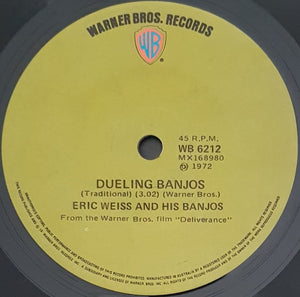 WARNER BROS. RECORDS
WB
45 R.P.M.
WB 6212
MX168980
Ⓟ 1972
DUELING BANJOS
(Traditional) (3.02) (Warner Bros.)
ERIC WEISS AND HIS BANJOS
From the Warner Bros. film "Deliverance"